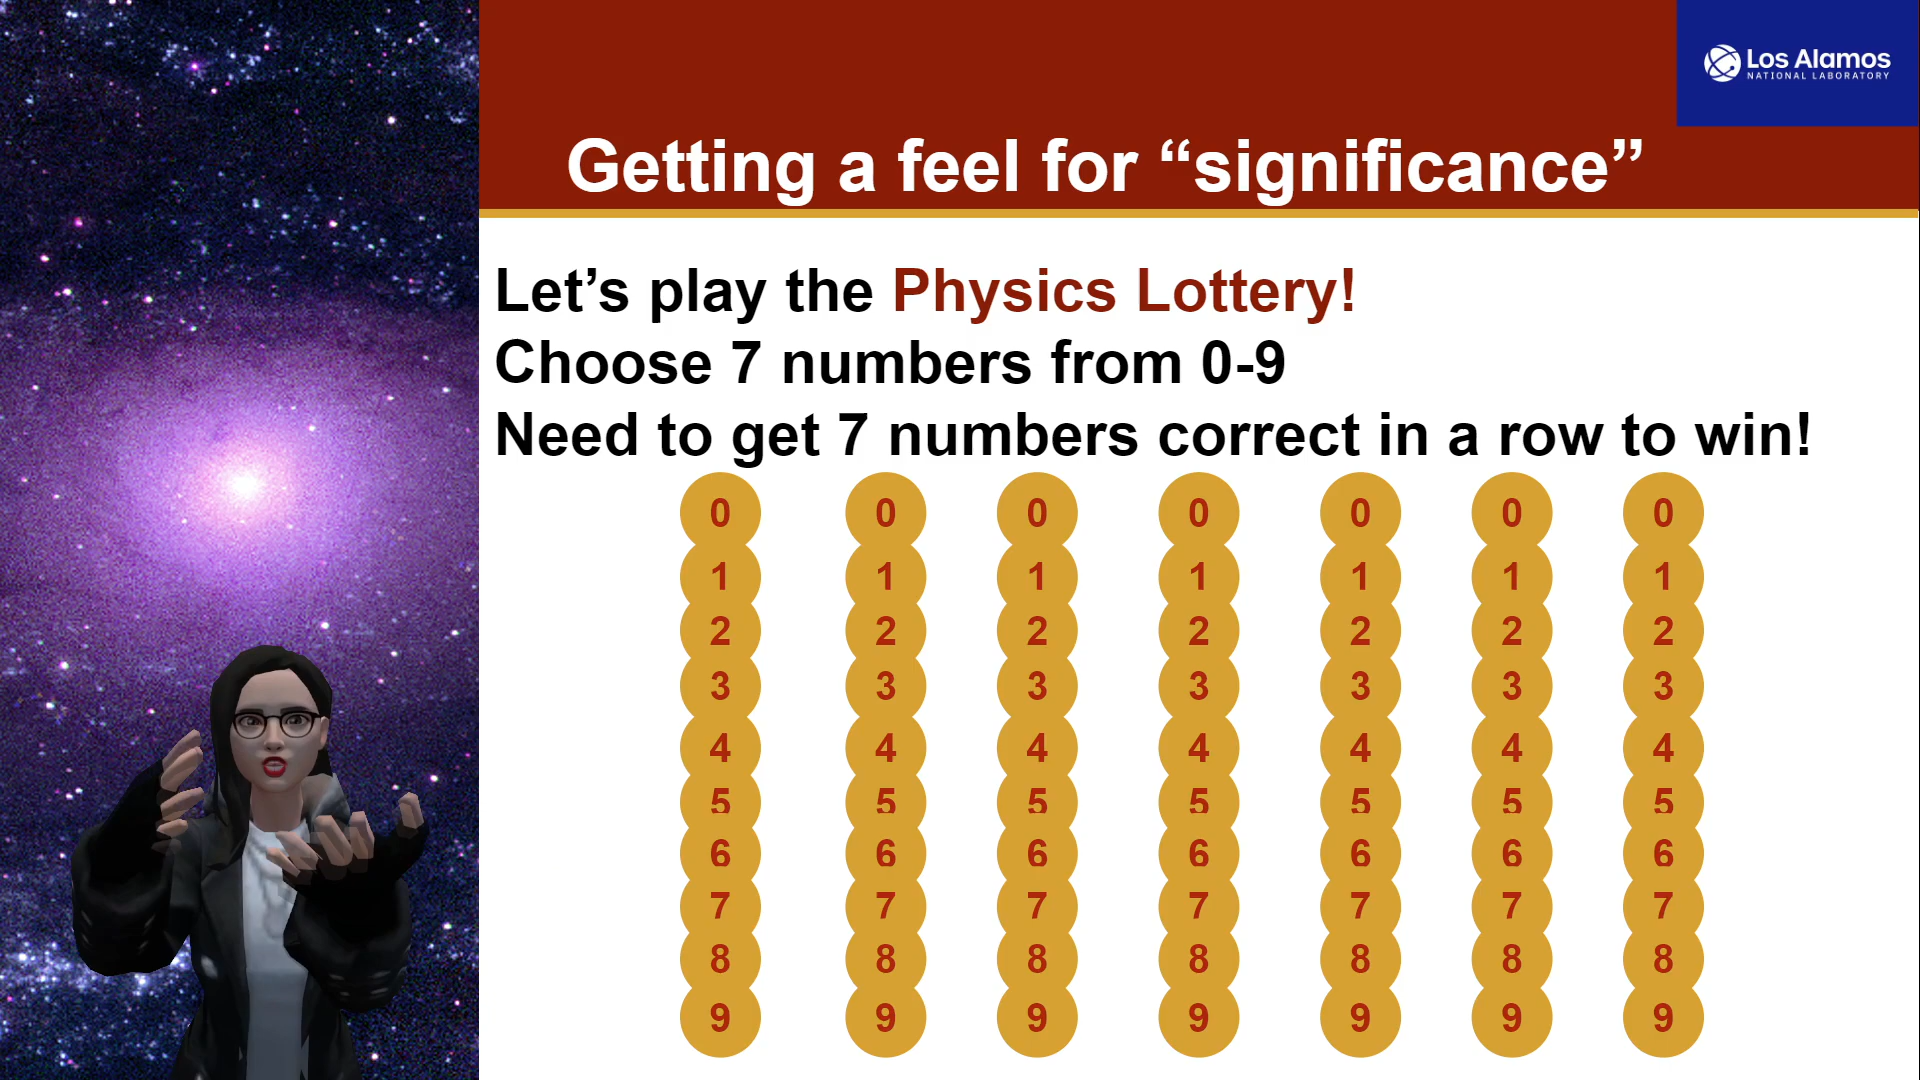 Los Alamos
NATIONAL LABORATORY
Getting a feel for “significance”
Let’s play the Physics Lottery!
Choose 7 numbers from 0-9
Need to get 7 numbers correct in a row to win!
0 0 0 0 0 0 0
1 1 1 1 1 1 1
2 2 2 2 2 2 2
3 3 3 3 3 3 3
4 4 4 4 4 4 4
5 5 5 5 5 5 5
6 6 6 6 6 6 6
7 7 7 7 7 7 7
8 8 8 8 8 8 8
9 9 9 9 9 9 9